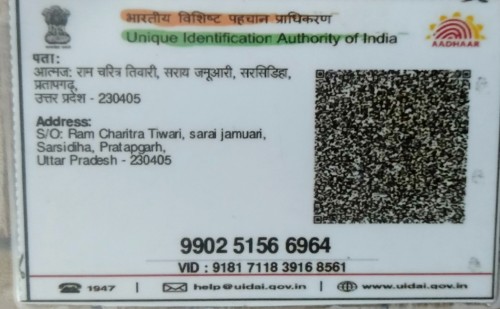 भारतीय विशिष्ट पहचान प्राधिकरण
Unique Identification Authority of India
AADHAAR
पता:
आत्मज: राम चरित्र तिवारी, सराय जमूआरी, सरसिडिहा,
प्रतापगढ़,
उत्तर प्रदेश - 230405
Address:
S/O: Ram Charitra Tiwari, sarai jamuari,
Sarsidiha, Pratapgarh,
Uttar Pradesh - 230405
9902 5156 6964
VID : 9181 7118 3916 8561
1947 | help@uidai.gov.in | www.uidai.gov.in